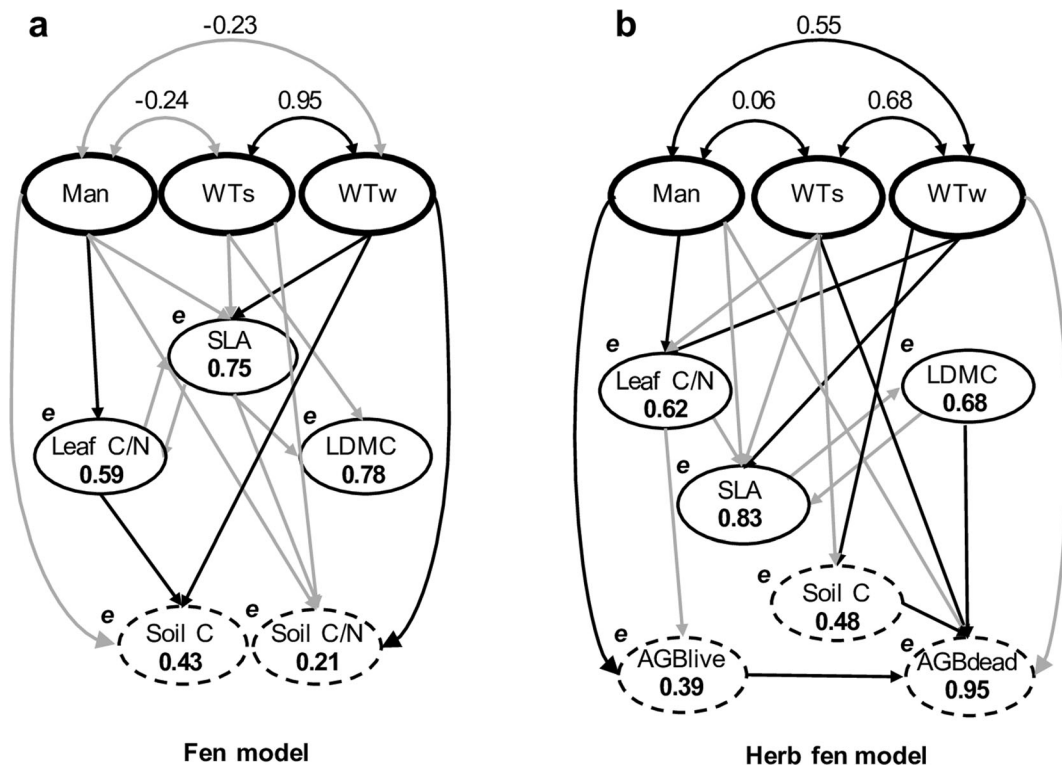 a
-0.23
-0.24
0.95
Man
WTs
WTw
e
SLA
0.75
e
Leaf C/N
0.59
e
LDMC
0.78
e
Soil C
0.43
e
Soil C/N
0.21
Fen model
b
0.55
0.06
0.68
Man
WTs
WTw
e
Leaf C/N
0.62
e
LDMC
0.68
e
SLA
0.83
e
Soil C
0.48
e
AGBlive
0.39
e
AGBdead
0.95
Herb fen model